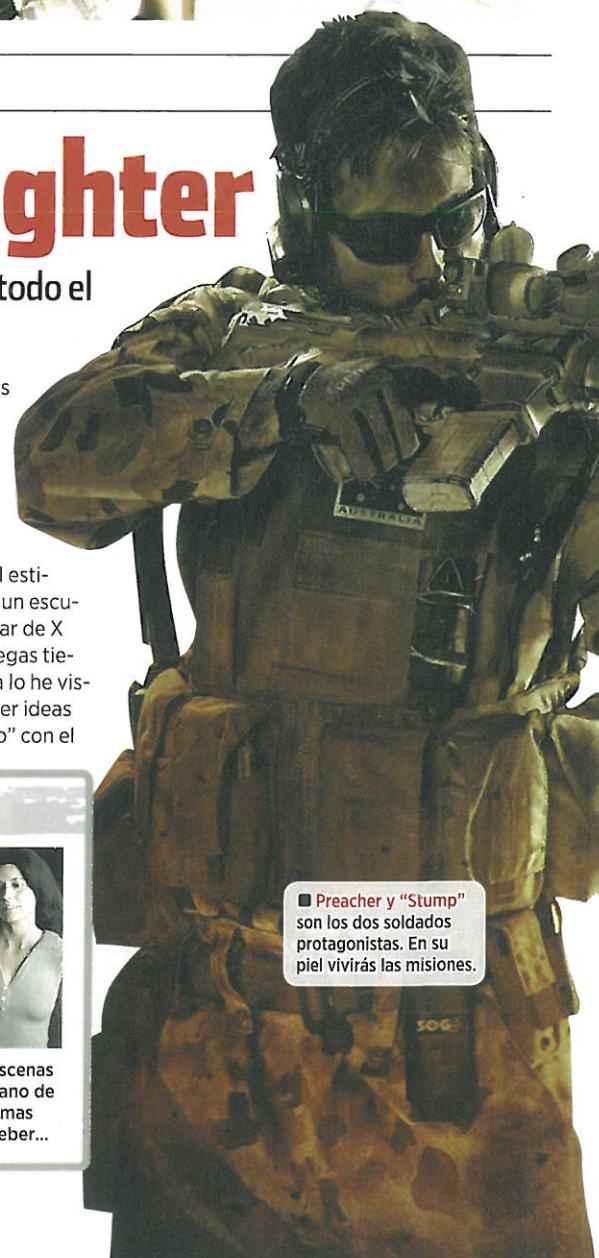 ghter
todo el
s
l esti-
un escu-
ar de X
egas tie-
a lo he vis-
er ideas
o” con el
AUSTRALIA
■ Preacher y “Stump”
son los dos soldados
protagonistas. En su
piel vivirás las misiones.
SOG
scenas
ano de
mas
eber...